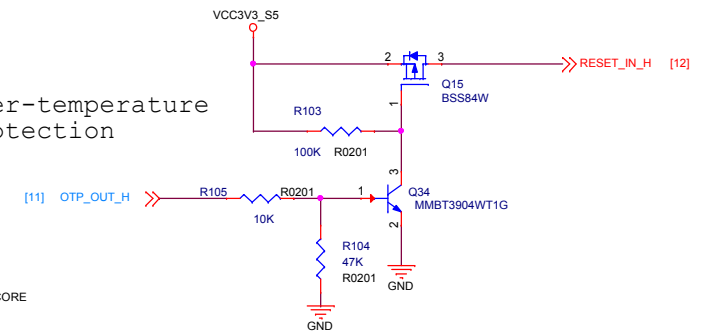 VCC3V3_S5
2
3
RESET_IN_H [12]
Q15
BSS84W
1
er-temperature
otection
R103
100K R0201
3
Q34
MMBT3904WT1G
[11] OTP_OUT_H
R105
R0201
1
10K
2
R104
47K
R0201
GND
GND
CORE